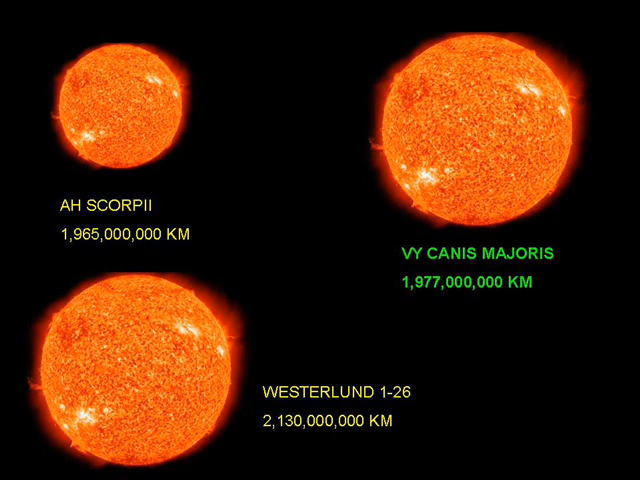 AH SCORPII
1,965,000,000 KM
VY CANIS MAJORIS
1,977,000,000 KM
WESTERLUND 1-26
2,130,000,000 KM